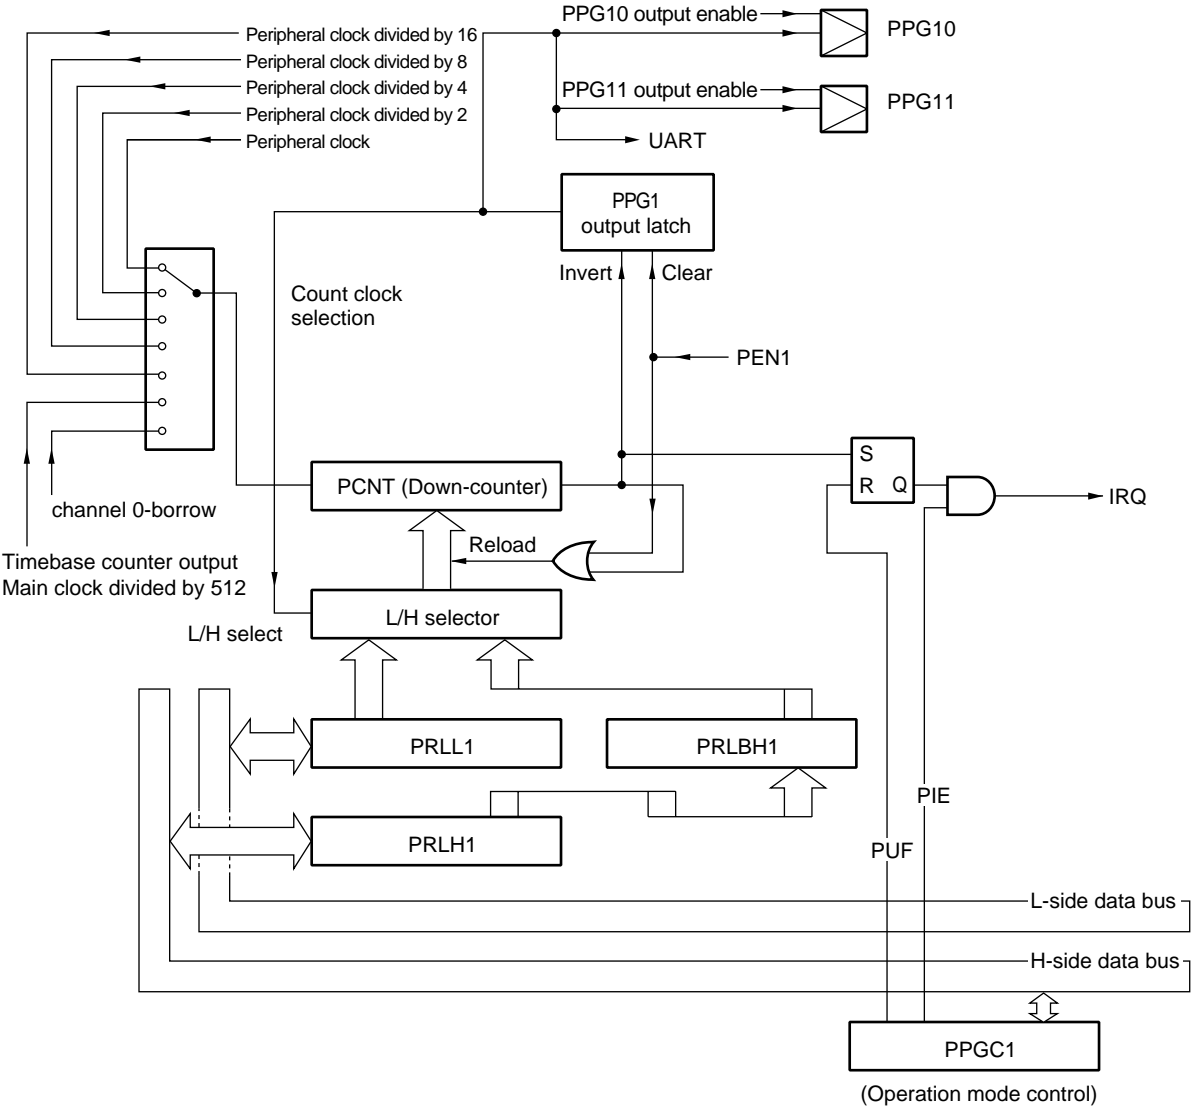 PPG10 output enable
PPG10
Peripheral clock divided by 16
Peripheral clock divided by 8
Peripheral clock divided by 4
Peripheral clock divided by 2
Peripheral clock
PPG11 output enable
PPG11
UART
PPG1
output latch
Invert
Clear
Count clock
selection
PEN1
S
R
Q
PCNT (Down-counter)
IRQ
channel 0-borrow
Reload
Timebase counter output
Main clock divided by 512
L/H selector
L/H select
PRLL1
PRLBH1
PIE
PRLH1
PUF
L-side data bus
H-side data bus
PPGC1
(Operation mode control)